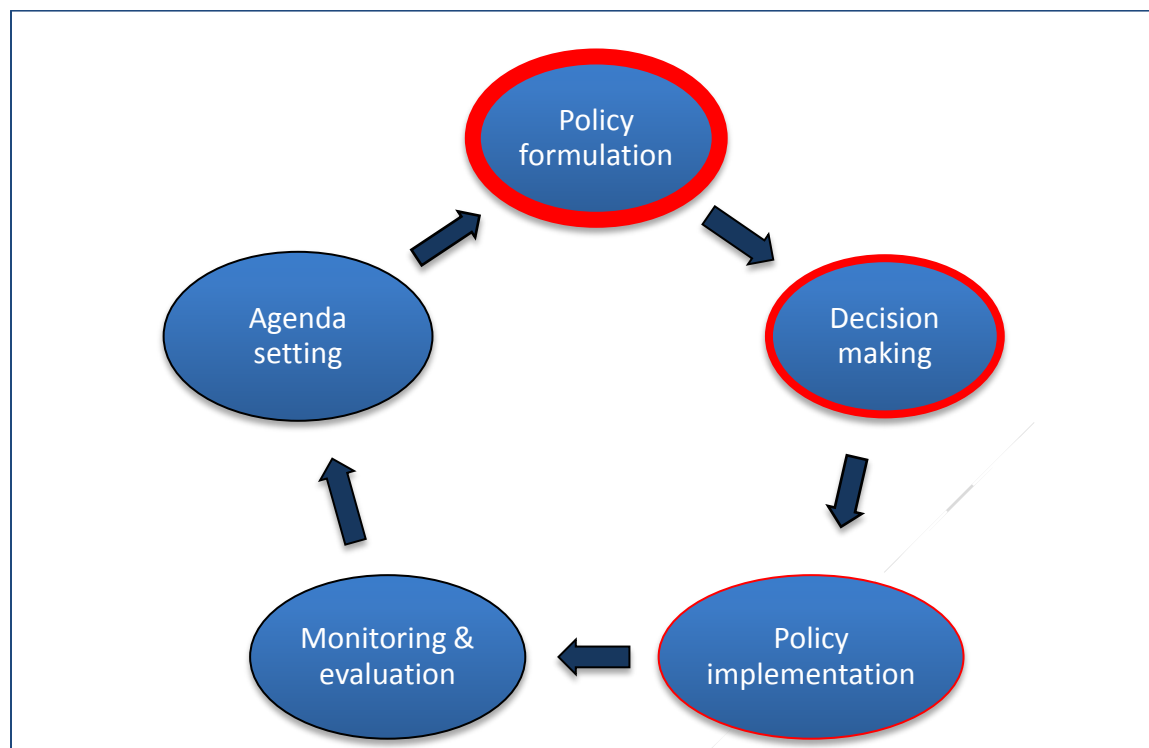 Policy
formulation
Agenda
setting
Decision
making
Monitoring &
evaluation
Policy
implementation